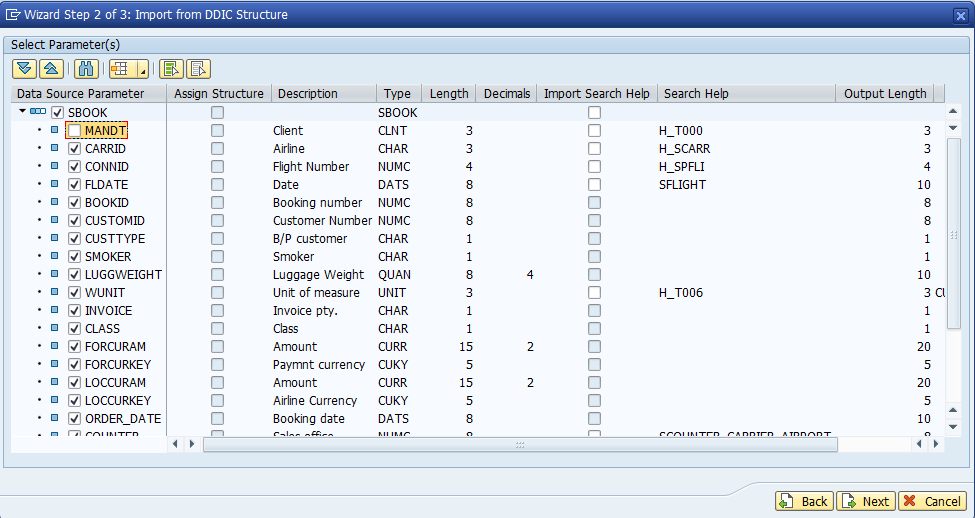 Wizard Step 2 of 3: Import from DDIC Structure
Select Parameter(s)
Data Source Parameter Assign Structure Description Type Length Decimals Import Search Help Search Help Output Length
SBOOK SBOOK
MANDT Client CLNT 3 H_T000 3
CARRID Airline CHAR 3 H_SCARR 3
CONNID Flight Number NUMC 4 H_SPFLI 4
FLDATE Date DATS 8 SFLIGHT 10
BOOKID Booking number NUMC 8 8
CUSTOMID Customer Number NUMC 8 8
CUSTTYPE B/P customer CHAR 1 1
SMOKER Smoker CHAR 1 1
LUGGWEIGHT Luggage Weight QUAN 8 4 10
WUNIT Unit of measure UNIT 3 H_T006 3 CU
INVOICE Invoice pty. CHAR 1 1
CLASS Class CHAR 1 1
FORCURAM Amount CURR 15 2 20
FORCURKEY Paymnt currency CUKY 5 5
LOCCURAM Amount CURR 15 2 20
LOCCURKEY Airline Currency CUKY 5 5
ORDER_DATE Booking date DATS 8 10
COUNTER Sales office NUMC 8 SCOUNTER_CARRIER_AIRPORT 8
Back Next Cancel